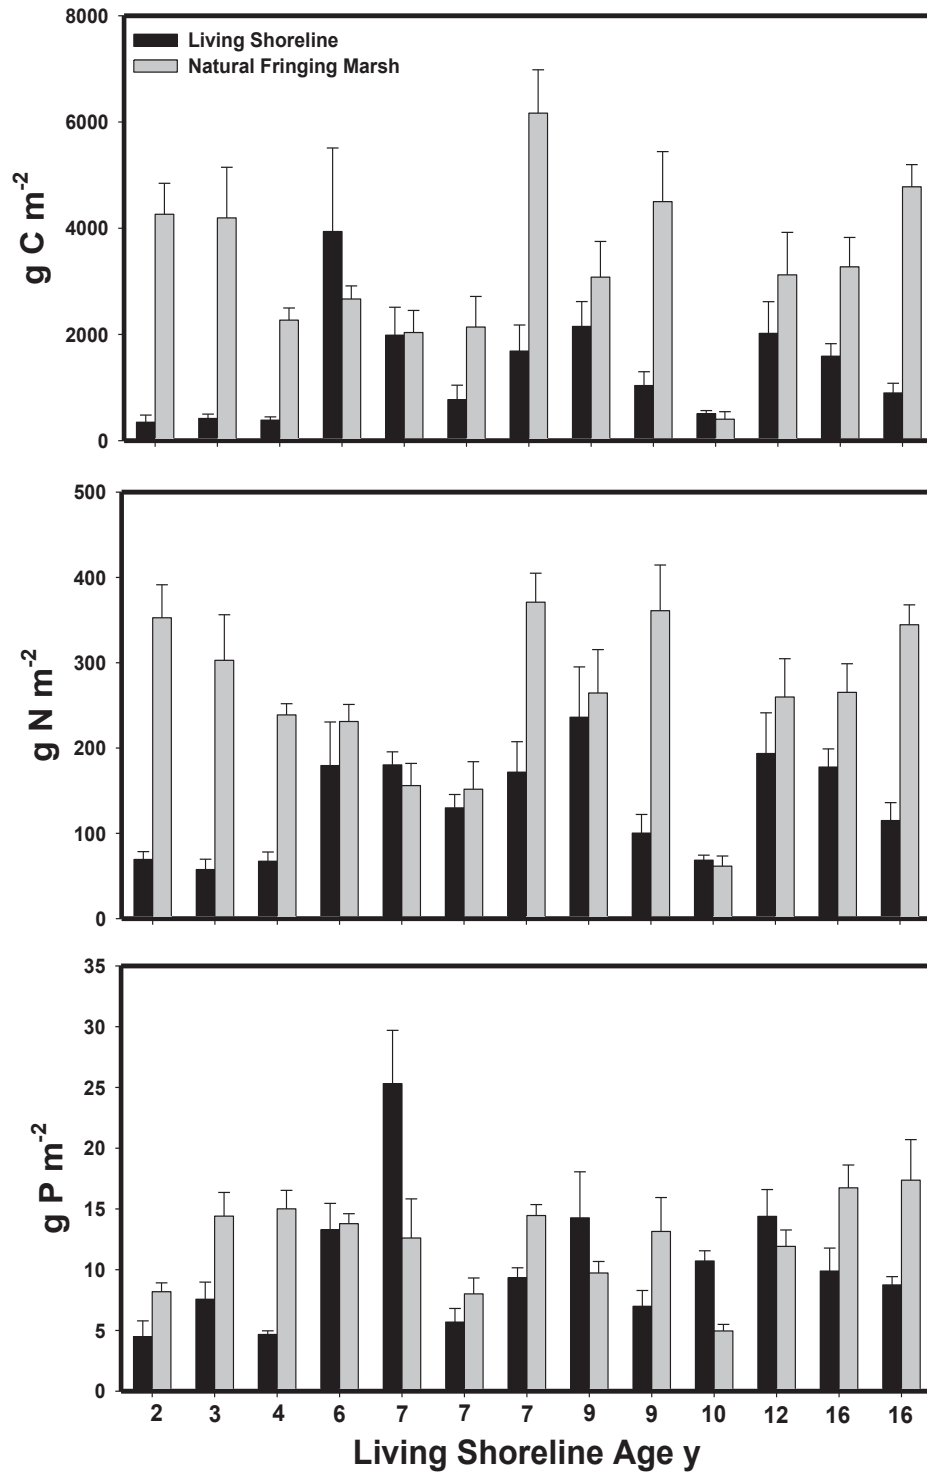 8000
Living Shoreline
Natural Fringing Marsh
6000
4000
2000
0
g C m-2
500
400
300
200
100
0
g N m-2
35
30
25
20
15
10
5
0
g P m-2
2 3 4 6 7 7 7 9 9 10 12 16 16
Living Shoreline Age y